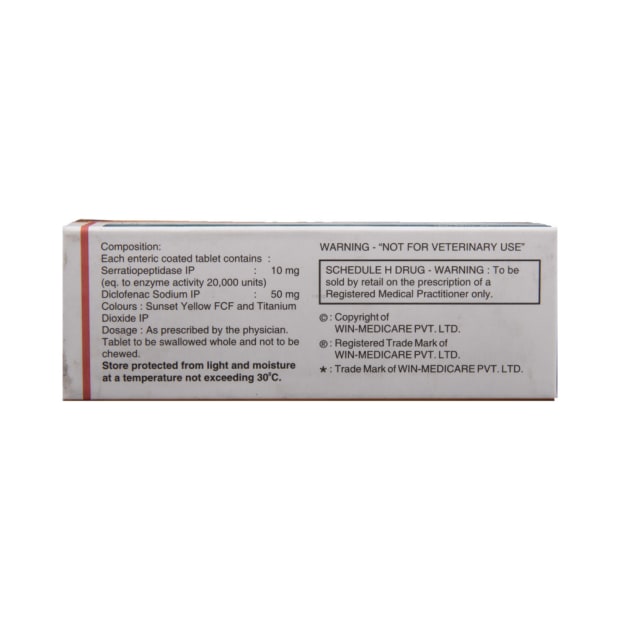 Composition:
Each enteric coated tablet contains :
Serratiopeptidase IP : 10 mg
(eq. to enzyme activity 20,000 units)
Diclofenac Sodium IP : 50 mg
Colours : Sunset Yellow FCF and Titanium
Dioxide IP
Dosage : As prescribed by the physician.
Tablet to be swallowed whole and not to be
chewed.
Store protected from light and moisture
at a temperature not exceeding 30°C.
WARNING - "NOT FOR VETERINARY USE"
SCHEDULE H DRUG - WARNING : To be
sold by retail on the prescription of a
Registered Medical Practitioner only.
© : Copyright of
WIN-MEDICARE PVT. LTD.
® : Registered Trade Mark of
WIN-MEDICARE PVT. LTD.
* : Trade Mark of WIN-MEDICARE PVT. LTD.